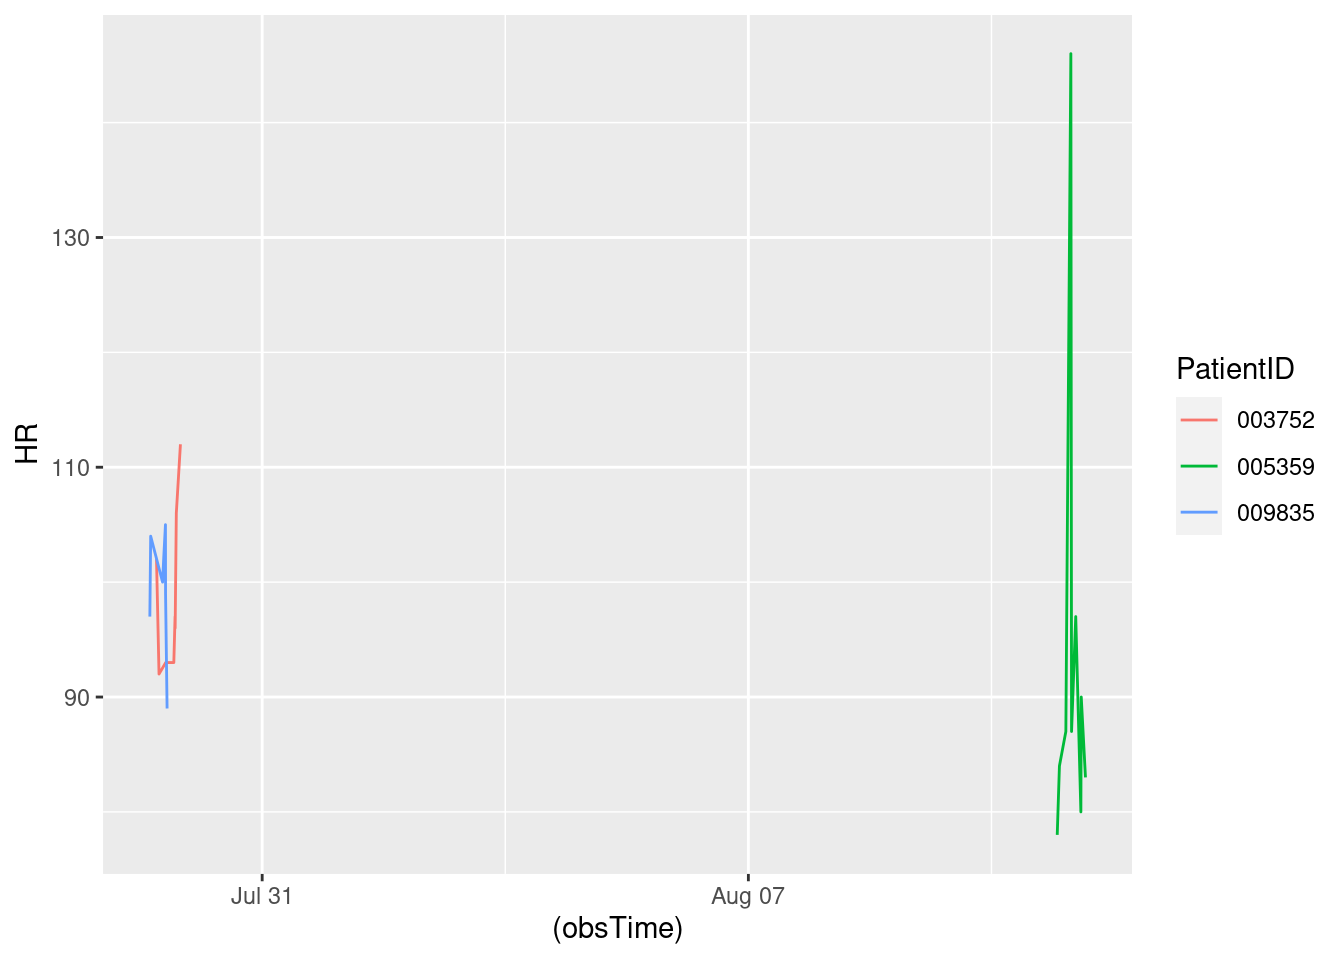 HR
130
110
90
Jul 31
Aug 07
(obsTime)
PatientID
003752
005359
009835